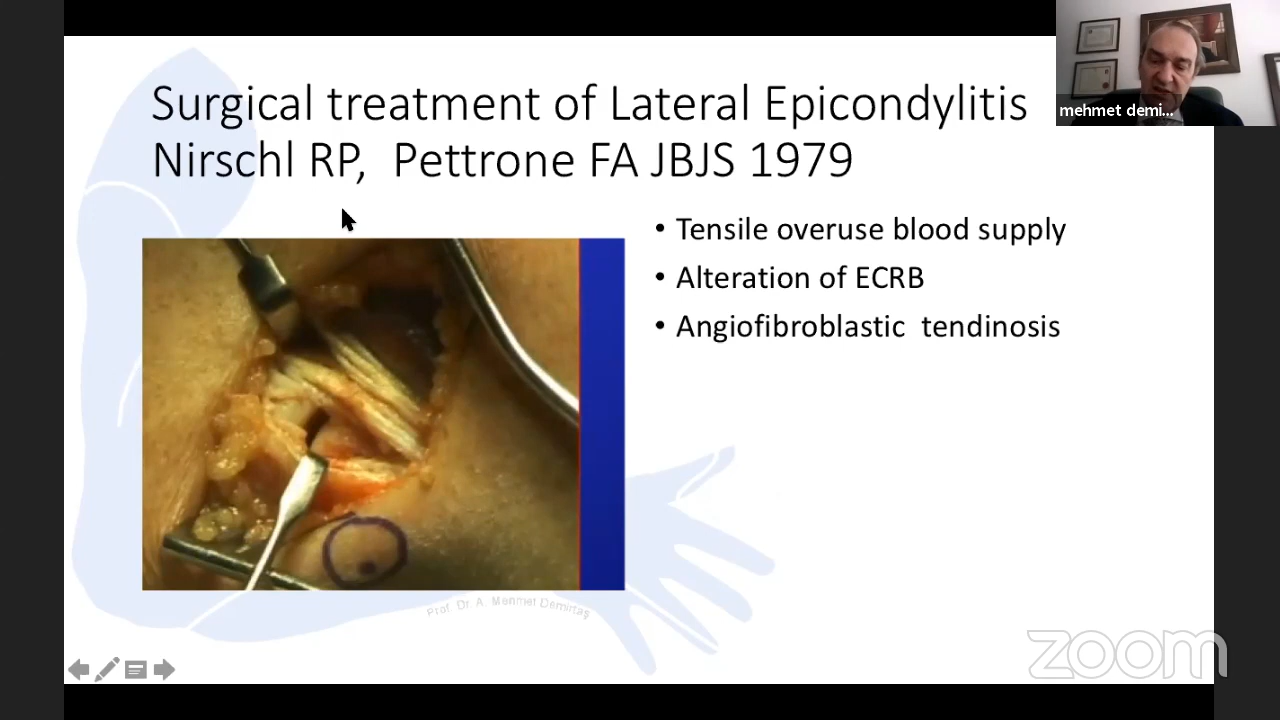 Surgical treatment of Lateral Epicondylitis
Nirschl RP, Pettrone FA JBJS 1979
mehmet demi...
• Tensile overuse blood supply
• Alteration of ECRB
• Angiofibroblastic tendinosis
Prof. Dr. A. Mehmet Demirtaş
zoom